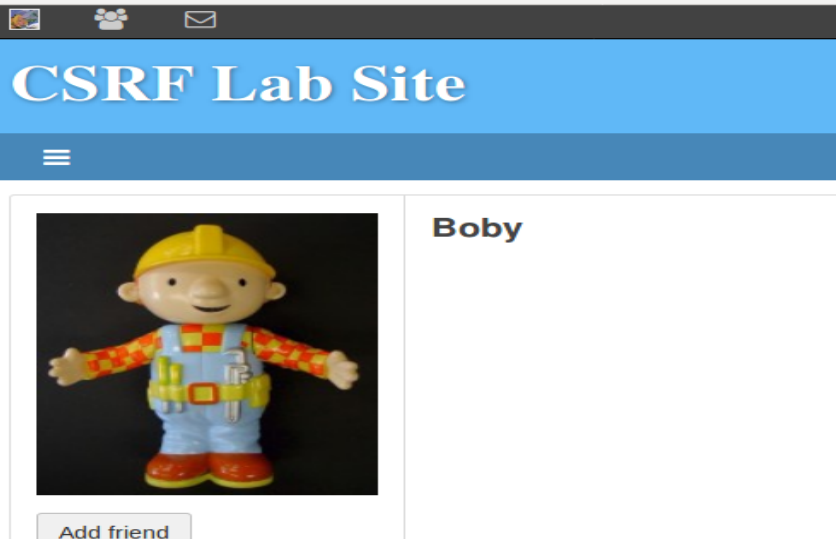 CSRF Lab Site
Boby
Add friend